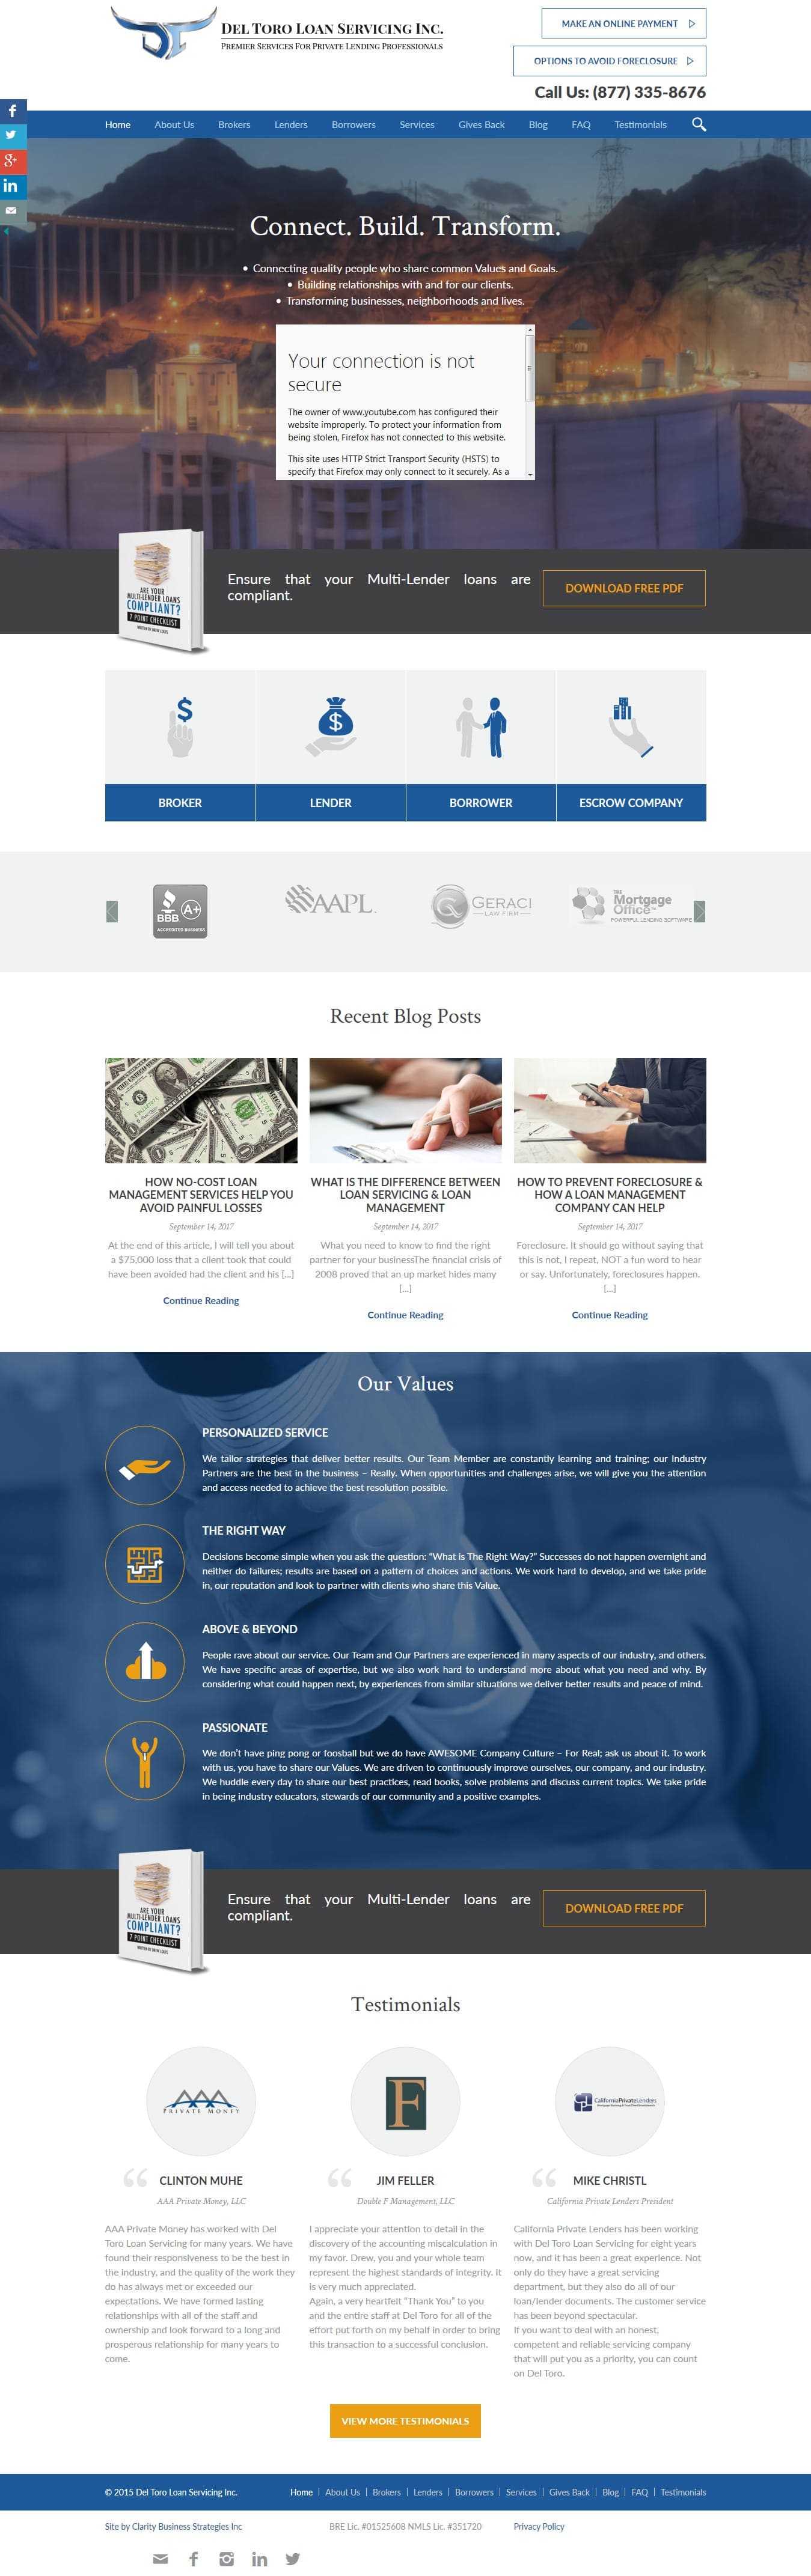 DEL TORO LOAN SERVICING INC.
PREMIER SERVICES FOR PRIVATE LENDING PROFESSIONALS
MAKE AN ONLINE PAYMENT
OPTIONS TO AVOID FORECLOSURE
Call Us: (877) 335-8676
Home About Us Brokers Lenders Borrowers Services Gives Back Blog FAQ Testimonials
Connect. Build. Transform.
• Connecting quality people who share common Values and Goals.
• Building relationships with and for our clients.
• Transforming businesses, neighborhoods and lives.
Your connection is not
secure
The owner of www.youtube.com has configured their
website improperly. To protect your information from
being stolen, Firefox has not connected to this website.
This site uses HTTP Strict Transport Security (HSTS) to
specify that Firefox may only connect to it securely. As a
ARE YOUR
MULTI-LENDER LOANS
COMPLIANT?
7 POINT CHECKLIST
WRITTEN BY DREW LOUIS
Ensure that your Multi-Lender loans are
compliant.
DOWNLOAD FREE PDF
BROKER
LENDER
BORROWER
ESCROW COMPANY
BBB A+
ACCREDITED BUSINESS
AAPL
GERACI
LAW FIRM
THE
Mortgage
Office
POWERFUL LENDING SOFTWARE
Recent Blog Posts
HOW NO-COST LOAN
MANAGEMENT SERVICES HELP YOU
AVOID PAINFUL LOSSES
September 14, 2017
At the end of this article, I will tell you about
a $75,000 loss that a client took that could
have been avoided had the client and his [...]
Continue Reading
WHAT IS THE DIFFERENCE BETWEEN
LOAN SERVICING & LOAN
MANAGEMENT
September 14, 2017
What you need to know to find the right
partner for your businessThe financial crisis of
2008 proved that an up market hides many
[...]
Continue Reading
HOW TO PREVENT FORECLOSURE &
HOW A LOAN MANAGEMENT
COMPANY CAN HELP
September 14, 2017
Foreclosure. It should go without saying that
this is not, I repeat, NOT a fun word to hear
or say. Unfortunately, foreclosures happen.
[...]
Continue Reading
Our Values
PERSONALIZED SERVICE
We tailor strategies that deliver better results. Our Team Member are constantly learning and training; our Industry
Partners are the best in the business – Really. When opportunities and challenges arise, we will give you the attention
and access needed to achieve the best resolution possible.
THE RIGHT WAY
Decisions become simple when you ask the question: "What is The Right Way?" Successes do not happen overnight and
neither do failures; results are based on a pattern of choices and actions. We work hard to develop, and we take pride
in, our reputation and look to partner with clients who share this Value.
ABOVE & BEYOND
People rave about our service. Our Team and Our Partners are experienced in many aspects of our industry, and others.
We have specific areas of expertise, but we also work hard to understand more about what you need and why. By
considering what could happen next, by experiences from similar situations we deliver better results and peace of mind.
PASSIONATE
We don't have ping pong or foosball but we do have AWESOME Company Culture – For Real; ask us about it. To work
with us, you have to share our Values. We are driven to continuously improve ourselves, our company, and our industry.
We huddle every day to share our best practices, read books, solve problems and discuss current topics. We take pride
in being industry educators, stewards of our community and a positive examples.
ARE YOUR
MULTI-LENDER LOANS
COMPLIANT?
7 POINT CHECKLIST
WRITTEN BY DREW LOUIS
Ensure that your Multi-Lender loans are
compliant.
DOWNLOAD FREE PDF
Testimonials
AAA
PRIVATE MONEY
CLINTON MUHE
AAA Private Money, LLC
AAA Private Money has worked with Del
Toro Loan Servicing for many years. We have
found their responsiveness to be the best in
the industry, and the quality of the work they
do has always met or exceeded our
expectations. We have formed lasting
relationships with all of the staff and
ownership and look forward to a long and
prosperous relationship for many years to
come.
F
JIM FELLER
Double F Management, LLC
I appreciate your attention to detail in the
discovery of the accounting miscalculation in
my favor. Drew, you and your whole team
represent the highest standards of integrity. It
is very much appreciated.
Again, a very heartfelt "Thank You" to you
and the entire staff at Del Toro for all of the
effort put forth on my behalf in order to bring
this transaction to a successful conclusion.
CaliforniaPrivateLenders
MIKE CHRISTL
California Private Lenders President
California Private Lenders has been working
with Del Toro Loan Servicing for eight years
now, and it has been a great experience. Not
only do they have a great servicing
department, but they also do all of our
loan/lender documents. The customer service
has been beyond spectacular.
If you want to deal with an honest,
competent and reliable servicing company
that will put you as a priority, you can count
on Del Toro.
VIEW MORE TESTIMONIALS
© 2015 Del Toro Loan Servicing Inc.
Home | About Us | Brokers | Lenders | Borrowers | Services | Gives Back | Blog | FAQ | Testimonials
Site by Clarity Business Strategies Inc
BRE Lic. #01525608 NMLS Lic. #351720
Privacy Policy